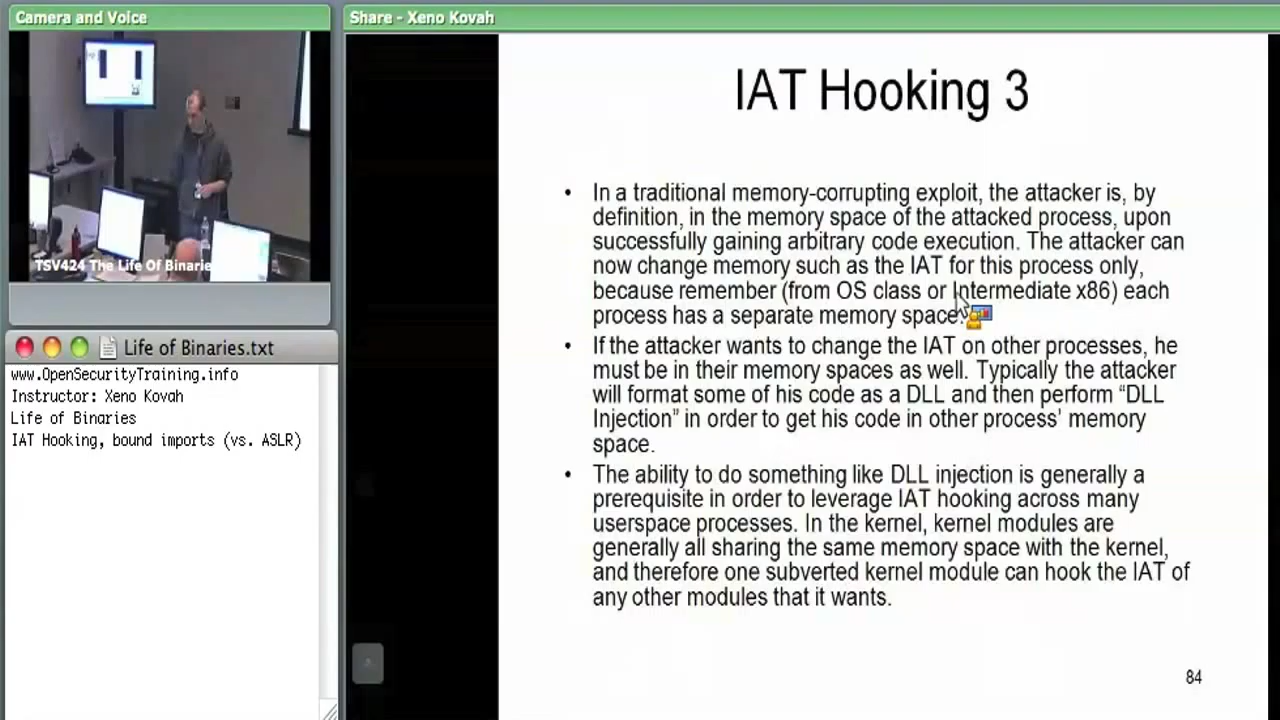 Camera and Voice
TSV424 The Life Of Binarie
Life of Binaries.txt
www.OpenSecurityTraining.info
Instructor: Xeno Kovah
Life of Binaries
IAT Hooking, bound imports (vs. ASLR)
Share - Xeno Kovah
IAT Hooking 3
• In a traditional memory-corrupting exploit, the attacker is, by
definition, in the memory space of the attacked process, upon
successfully gaining arbitrary code execution. The attacker can
now change memory such as the IAT for this process only,
because remember (from OS class or Intermediate x86) each
process has a separate memory space.
• If the attacker wants to change the IAT on other processes, he
must be in their memory spaces as well. Typically the attacker
will format some of his code as a DLL and then perform “DLL
Injection” in order to get his code in other process’ memory
space.
• The ability to do something like DLL injection is generally a
prerequisite in order to leverage IAT hooking across many
userspace processes. In the kernel, kernel modules are
generally all sharing the same memory space with the kernel,
and therefore one subverted kernel module can hook the IAT of
any other modules that it wants.
84